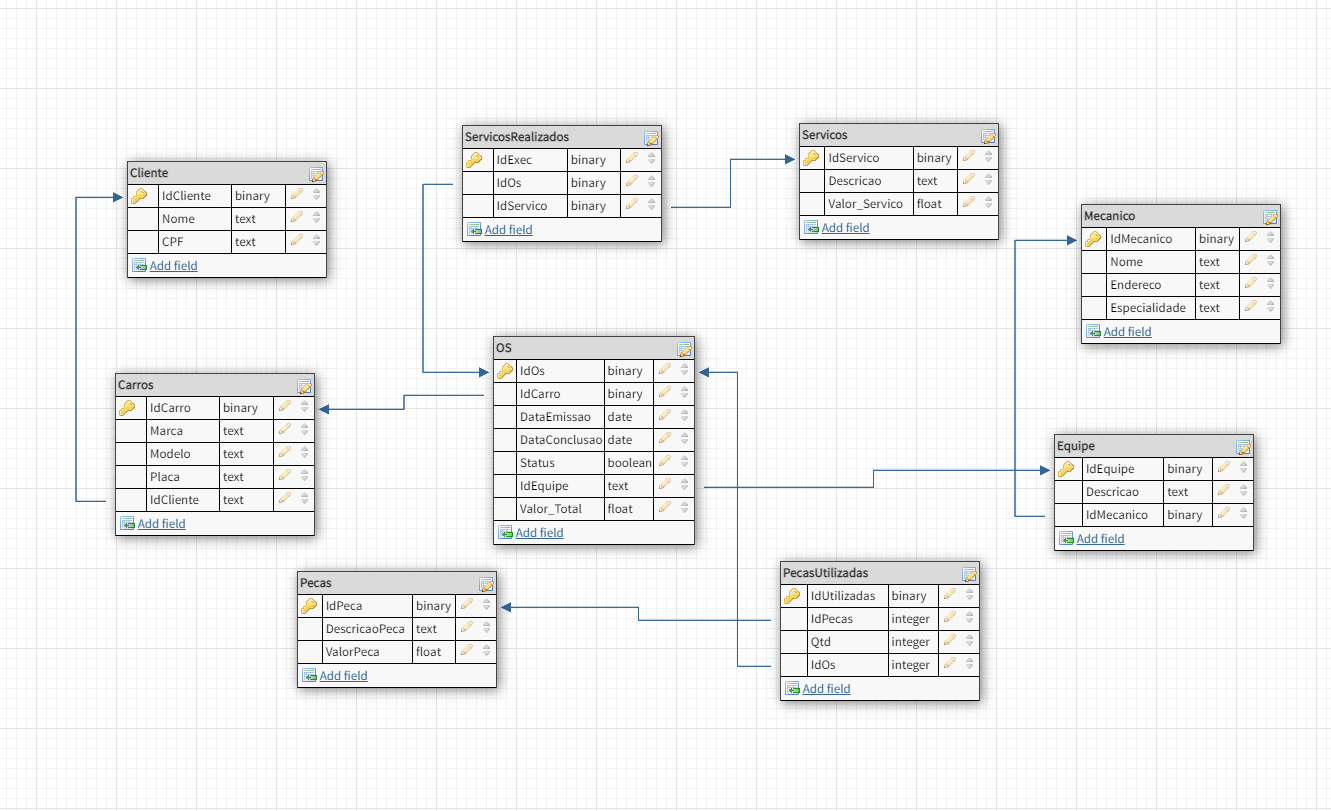 Cliente
IdCliente binary
Nome text
CPF text
Add field
ServicosRealizados
IdExec binary
IdOs binary
IdServico binary
Add field
Servicos
IdServico binary
Descricao text
Valor_Servico float
Add field
Mecanico
IdMecanico binary
Nome text
Endereco text
Especialidade text
Add field
Carros
IdCarro binary
Marca text
Modelo text
Placa text
IdCliente text
Add field
OS
IdOs binary
IdCarro binary
DataEmissao date
DataConclusao date
Status boolean
IdEquipe text
Valor_Total float
Add field
Equipe
IdEquipe binary
Descricao text
IdMecanico binary
Add field
Pecas
IdPeca binary
DescricaoPeca text
ValorPeca float
Add field
PecasUtilizadas
IdUtilizadas binary
IdPecas integer
Qtd integer
IdOs integer
Add field